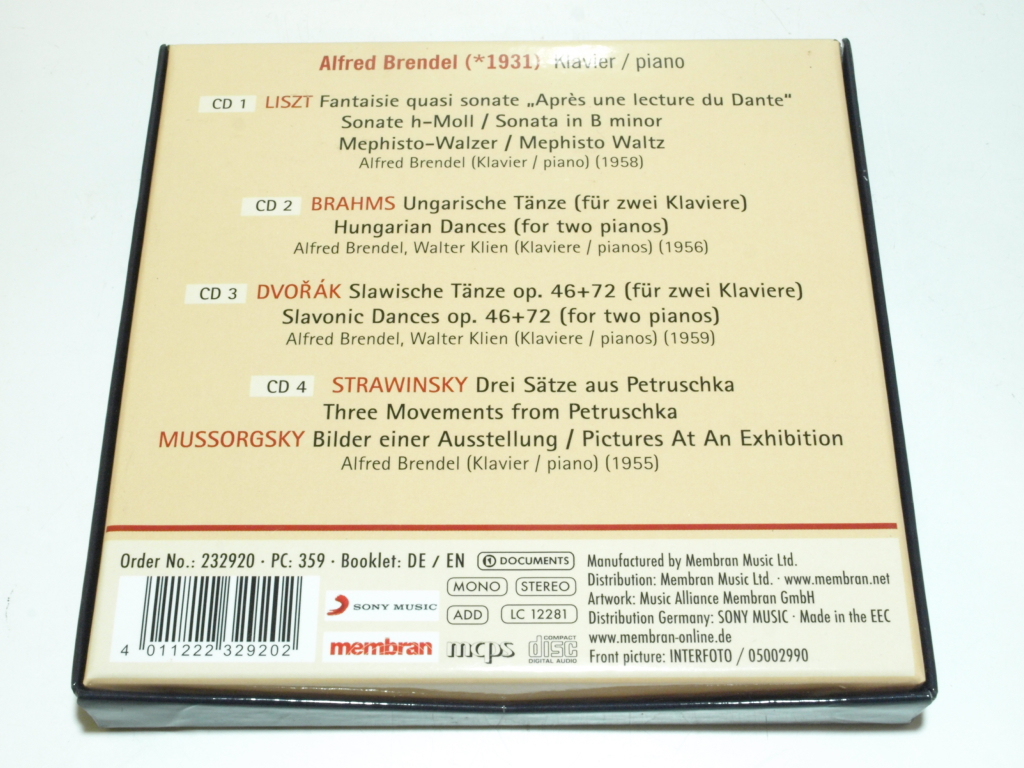 Alfred Brendel (*1931) Klavier / piano
CD 1 LISZT Fantaisie quasi sonate „Après une lecture du Dante"
Sonate h-Moll / Sonata in B minor
Mephisto-Walzer / Mephisto Waltz
Alfred Brendel (Klavier / piano) (1958)
CD 2 BRAHMS Ungarische Tänze (für zwei Klaviere)
Hungarian Dances (for two pianos)
Alfred Brendel, Walter Klien (Klaviere / pianos) (1956)
CD 3 DVOŘÁK Slawische Tänze op. 46+72 (für zwei Klaviere)
Slavonic Dances op. 46+72 (for two pianos)
Alfred Brendel, Walter Klien (Klaviere / pianos) (1959)
CD 4 STRAWINSKY Drei Sätze aus Petruschka
Three Movements from Petruschka
MUSSORGSKY Bilder einer Ausstellung / Pictures At An Exhibition
Alfred Brendel (Klavier / piano) (1955)
Order No.: 232920 · PC: 359 · Booklet: DE / EN
DOCUMENTS
MONO STEREO
SONY MUSIC
ADD LC 12281
4 011222 329202
membran mcps COMPACT disc DIGITAL AUDIO
Manufactured by Membran Music Ltd.
Distribution: Membran Music Ltd. · www.membran.net
Artwork: Music Alliance Membran GmbH
Distribution Germany: SONY MUSIC · Made in the EEC
www.membran-online.de
Front picture: INTERFOTO / 05002990